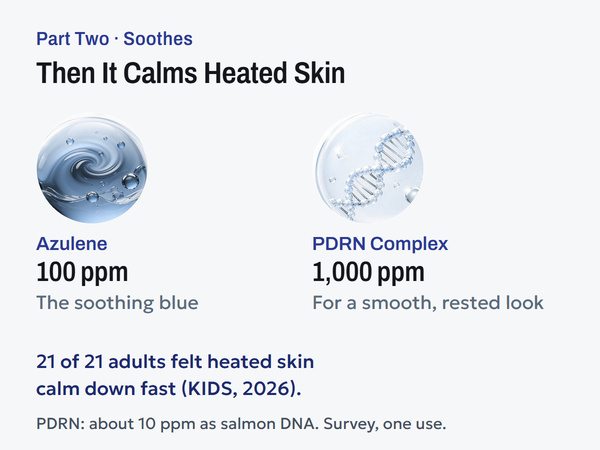 Part Two · Soothes
Then It Calms Heated Skin
Azulene
100 ppm
The soothing blue
PDRN Complex
1,000 ppm
For a smooth, rested look
21 of 21 adults felt heated skin
calm down fast (KIDS, 2026).
PDRN: about 10 ppm as salmon DNA. Survey, one use.